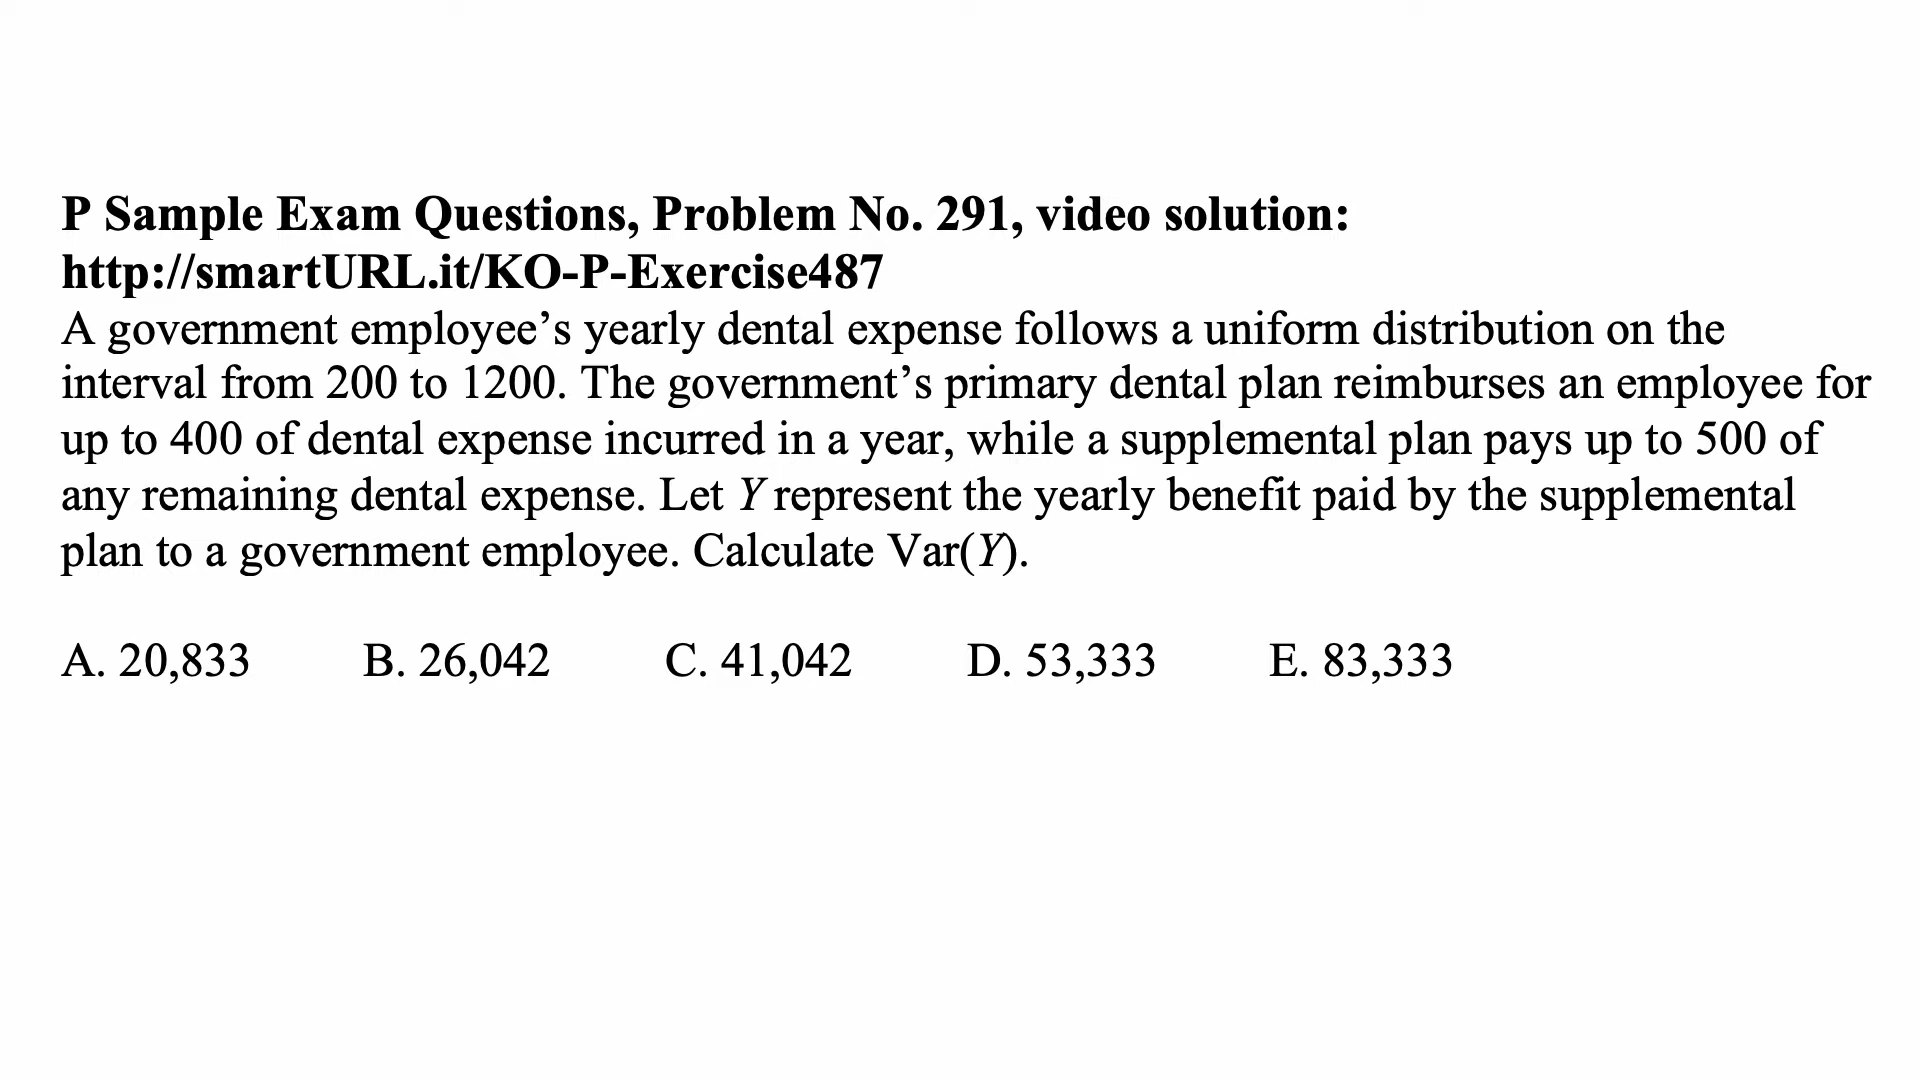 P Sample Exam Questions, Problem No. 291, video solution:
http://smartURL.it/KO-P-Exercise487
A government employee’s yearly dental expense follows a uniform distribution on the
interval from 200 to 1200. The government’s primary dental plan reimburses an employee for
up to 400 of dental expense incurred in a year, while a supplemental plan pays up to 500 of
any remaining dental expense. Let Y represent the yearly benefit paid by the supplemental
plan to a government employee. Calculate Var(Y).
A. 20,833 B. 26,042 C. 41,042 D. 53,333 E. 83,333